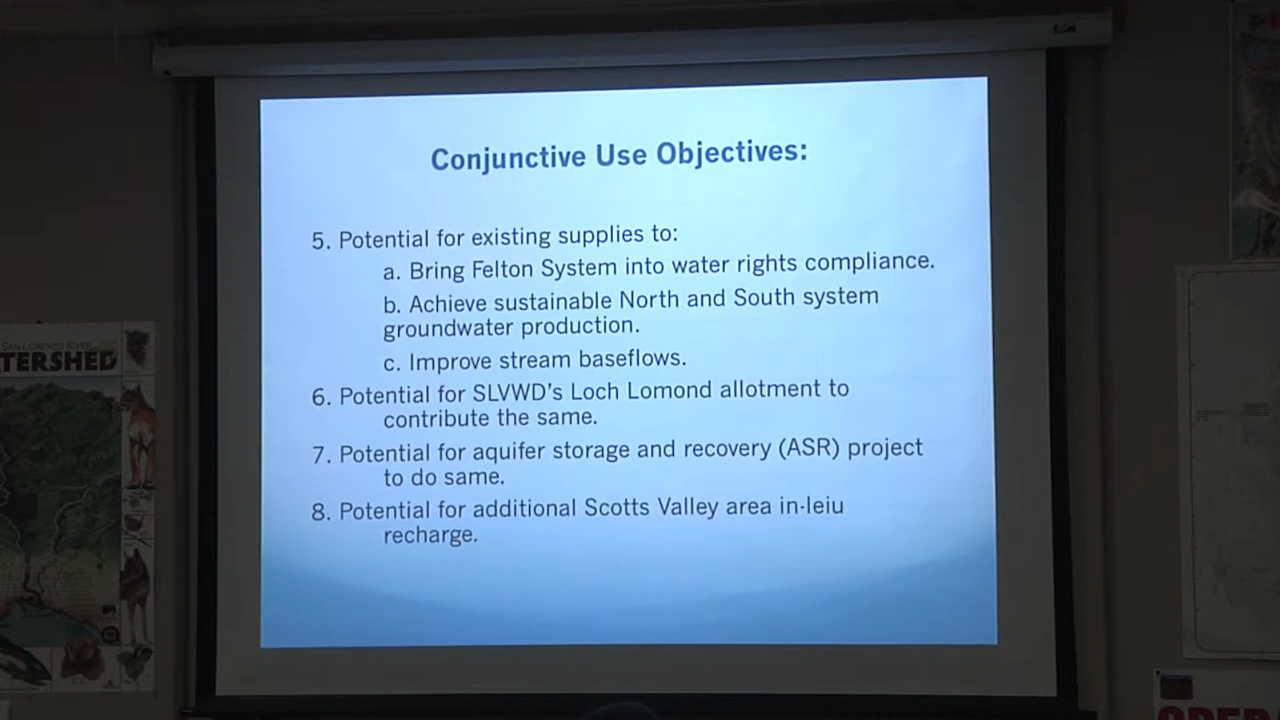 Conjunctive Use Objectives:
5. Potential for existing supplies to:
a. Bring Felton System into water rights compliance.
b. Achieve sustainable North and South system
groundwater production.
c. Improve stream baseflows.
6. Potential for SLVWD's Loch Lomond allotment to
contribute the same.
7. Potential for aquifer storage and recovery (ASR) project
to do same.
8. Potential for additional Scotts Valley area in-leiu
recharge.
SAN LORENZO RIVER
TERSHED